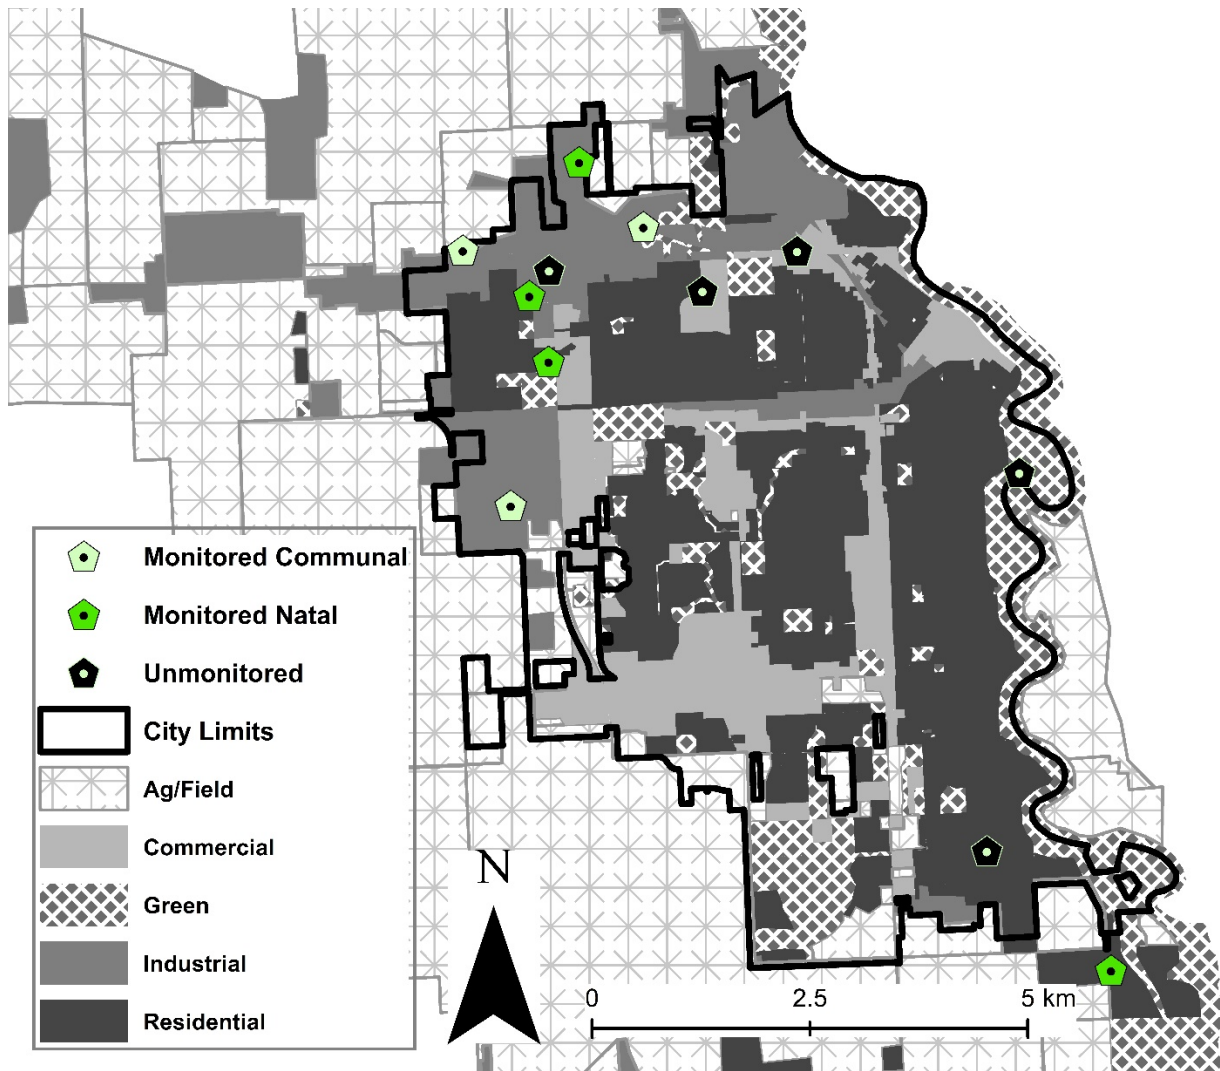 Monitored Communal
Monitored Natal
Unmonitored
City Limits
Ag/Field
Commercial
Green
Industrial
Residential
N
0 2.5 5 km